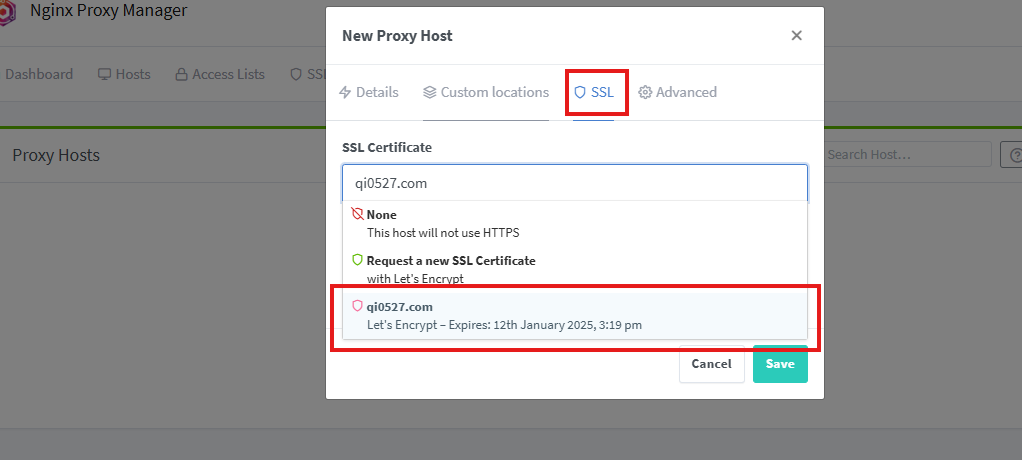 Nginx Proxy Manager
New Proxy Host
Dashboard
Hosts
Access Lists
Details
Custom locations
SSL
Advanced
Proxy Hosts
Search Host...
SSL Certificate
qi0527.com
None
This host will not use HTTPS
Request a new SSL Certificate
with Let's Encrypt
qi0527.com
Let's Encrypt – Expires: 12th January 2025, 3:19 pm
Cancel
Save